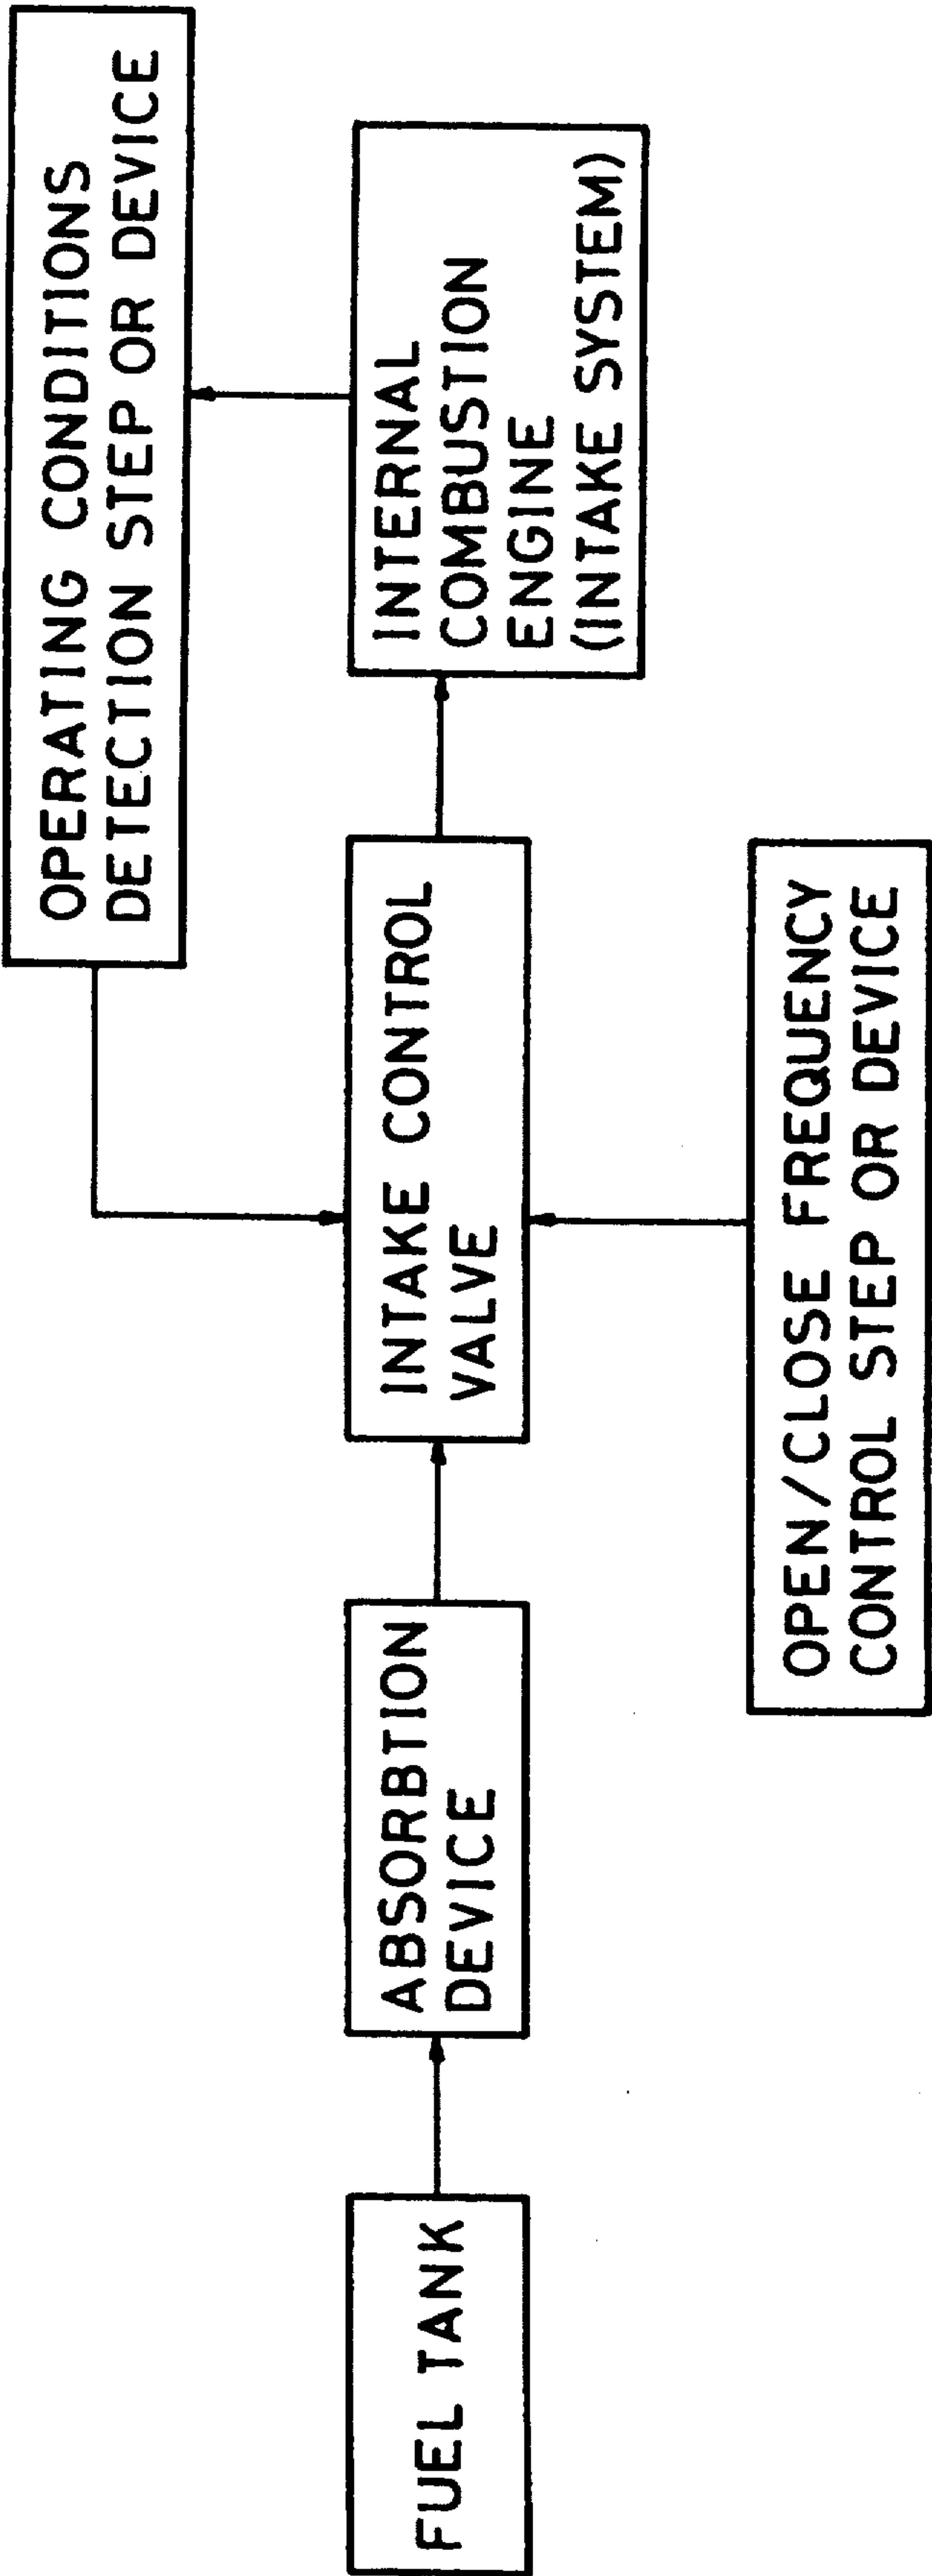 OPERATING CONDITIONS
DETECTION STEP OR DEVICE
FUEL TANK
ABSORBTION
DEVICE
INTAKE CONTROL
VALVE
INTERNAL
COMBUSTION
ENGINE
(INTAKE SYSTEM)
OPEN/CLOSE FREQUENCY
CONTROL STEP OR DEVICE